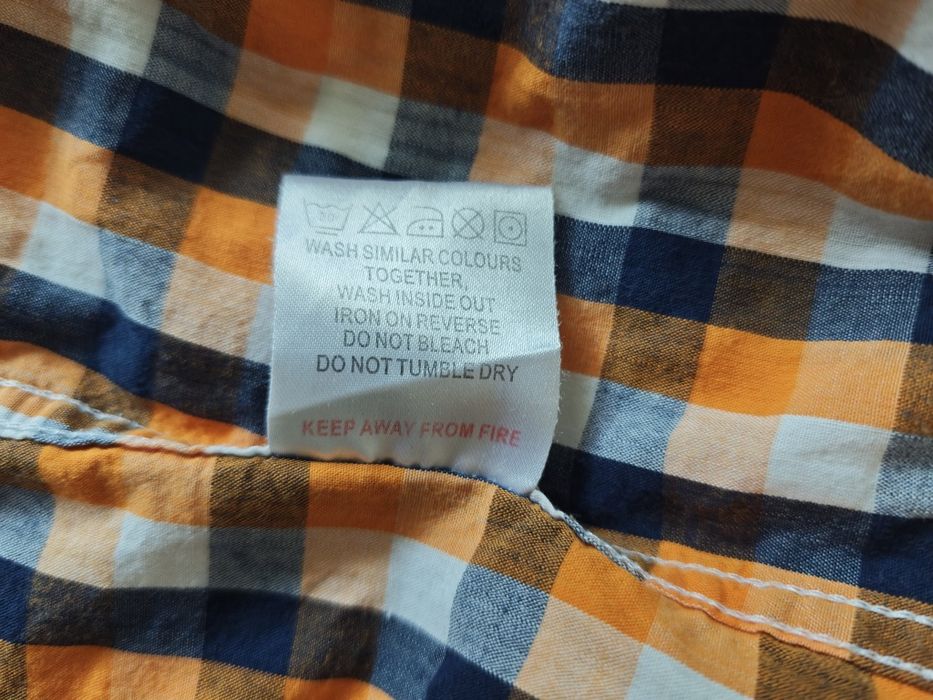 30
WASH SIMILAR COLOURS
TOGETHER,
WASH INSIDE OUT
IRON ON REVERSE
DO NOT BLEACH
DO NOT TUMBLE DRY
KEEP AWAY FROM FIRE